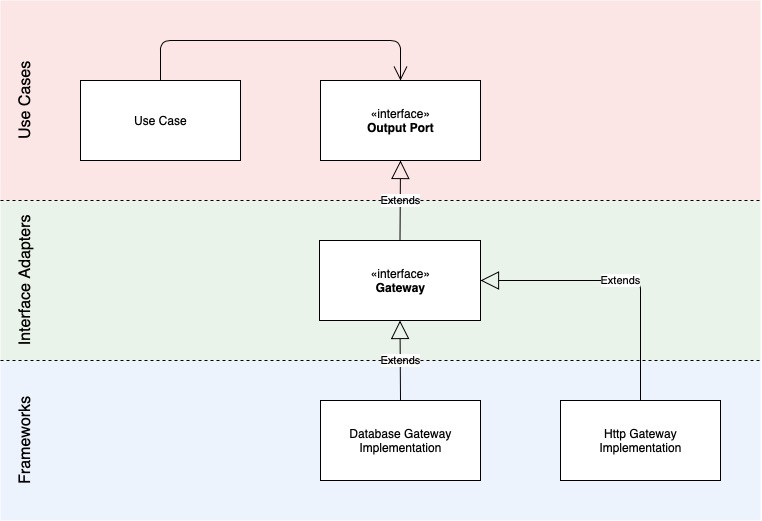 Use Cases
Use Case
«interface»
Output Port
Extends
Interface Adapters
«interface»
Gateway
Extends
Extends
Frameworks
Database Gateway
Implementation
Http Gateway
Implementation